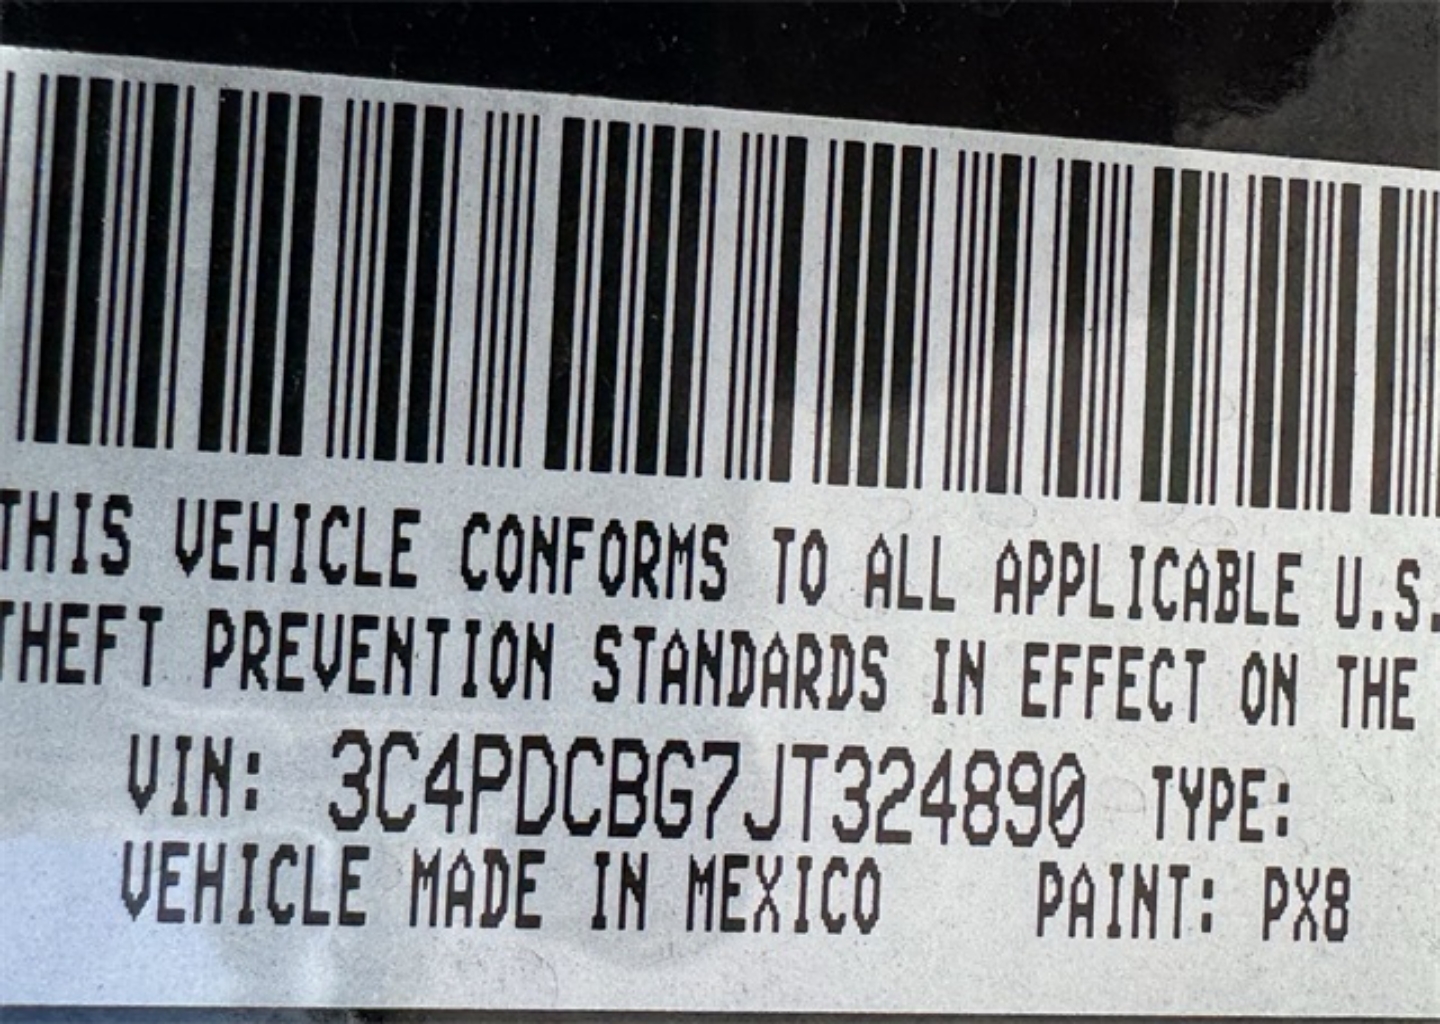 THIS VEHICLE CONFORMS TO ALL APPLICABLE U.S.
THEFT PREVENTION STANDARDS IN EFFECT ON THE
VIN: 3C4PDCBG7JT324890 TYPE:
VEHICLE MADE IN MEXICO PAINT: PX8